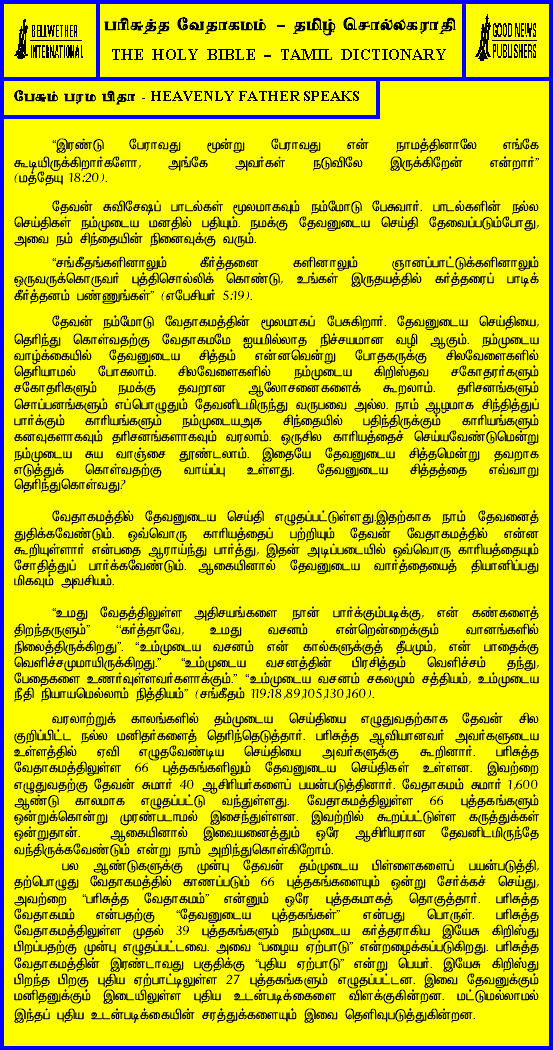 BELLWETHER
INTERNATIONAL
பரிசுத்த வேதாகமம் – தமிழ் சொல்லகராதி
THE HOLY BIBLE – TAMIL DICTIONARY
GOOD NEWS
PUBLISHERS
பேசும் பரம பிதா - HEAVENLY FATHER SPEAKS
“இரண்டு பேராவது மூன்று பேராவது என் நாமத்தினாலே எங்கே
கூடியிருக்கிறார்களோ, அங்கே அவர்கள் நடுவிலே இருக்கிறேன் என்றார்”
(மத்தேயு 18:20).
தேவன் சுவிசேஷப் பாடல்கள் மூலமாகவும் நம்மோடு பேசுவார். பாடல்களின் நல்ல
செய்திகள் நம்முடைய மனதில் பதியும். நமக்கு தேவனுடைய செய்தி தேவைப்படும்போது,
அவை நம் சிந்தையின் நினைவுக்கு வரும்.
“சங்கீதங்களினாலும் கீர்த்தனை களினாலும் ஞானப்பாட்டுக்களினாலும்
ஒருவருக்கொருவர் புத்திசொல்லிக் கொண்டு, உங்கள் இருதயத்தில் கர்த்தரைப் பாடிக்
கீர்த்தனம் பண்ணுங்கள்” (எபேசியர் 5:19).
தேவன் நம்மோடு வேதாகமத்தின் மூலமாகப் பேசுகிறார். தேவனுடைய செய்தியை,
தெரிந்து கொள்வதற்கு வேதாகமமே ஐயமில்லாத நிச்சயமான வழி ஆகும். நம்முடைய
வாழ்க்கையில் தேவனுடைய சித்தம் என்னவென்று போதகருக்கு சிலவேளைகளில்
தெரியாமல் போகலாம். சிலவேளைகளில் நம்முடைய கிறிஸ்தவ சகோதரர்களும்
சகோதரிகளும் நமக்கு தவறான ஆலோசனைகளைக் கூறலாம். தரிசனங்களும்
சொப்பனங்களும் எப்பொழுதும் தேவனிடமிருந்து வருபவை அல்ல. நாம் ஆழமாக சிந்தித்துப்
பார்க்கும் காரியங்களும் நம்முடையஅக சிந்தையில் பதிந்திருக்கும் காரியங்களும்
கனவுகளாகவும் தரிசனங்களாகவும் வரலாம். ஒருசில காரியத்தைச் செய்யவேண்டுமென்று
நம்முடைய சுய வாஞ்சை தூண்டலாம். இதையே தேவனுடைய சித்தமென்று தவறாக
எடுத்துக் கொள்வதற்கு வாய்ப்பு உள்ளது. தேவனுடைய சித்தத்தை எவ்வாறு
தெரிந்துகொள்வது?
வேதாகமத்தில் தேவனுடைய செய்தி எழுதப்பட்டுள்ளது.இதற்காக நாம் தேவனைத்
துதிக்கவேண்டும். ஒவ்வொரு காரியத்தைப் பற்றியும் தேவன் வேதாகமத்தில் என்ன
கூறியுள்ளார் என்பதை ஆராய்ந்து பார்த்து, இதன் அடிப்படையில் ஒவ்வொரு காரியத்தையும்
சோதித்துப் பார்க்கவேண்டும். ஆகையினால் தேவனுடைய வார்த்தையைத் தியானிப்பது
மிகவும் அவசியம்.
“உமது வேதத்திலுள்ள அதிசயங்களை நான் பார்க்கும்படிக்கு, என் கண்களைத்
திறந்தருளும்” “கர்த்தாவே, உமது வசனம் என்றென்றைக்கும் வானங்களில்
நிலைத்திருக்கிறது”. “உம்முடைய வசனம் என் கால்களுக்குத் தீபமும், என் பாதைக்கு
வெளிச்சமுமாயிருக்கிறது.” “உம்முடைய வசனத்தின் பிரசித்தம் வெளிச்சம் தந்து,
பேதைகளை உணர்வுள்ளவர்களாக்கும்.” “உம்முடைய வசனம் சகலமும் சத்தியம், உம்முடைய
நீதி நியாயமெல்லாம் நித்தியம்” (சங்கீதம் 119:18,89,105,130,160).
வரலாற்றுக் காலங்களில் தம்முடைய செய்தியை எழுதுவதற்காக தேவன் சில
குறிப்பிட்ட நல்ல மனிதர்களைத் தெரிந்தெடுத்தார். பரிசுத்த ஆவியானவர் அவர்களுடைய
உள்ளத்தில் ஏவி எழுதவேண்டிய செய்தியை அவர்களுக்கு கூறினார். பரிசுத்த
வேதாகமத்திலுள்ள 66 புத்தகங்களிலும் தேவனுடைய செய்திகள் உள்ளன. இவற்றை
எழுதுவதற்கு தேவன் சுமார் 40 ஆசிரியர்களைப் பயன்படுத்தினார். வேதாகமம் சுமார் 1,600
ஆண்டு காலமாக எழுதப்பட்டு வந்துள்ளது. வேதாகமத்திலுள்ள 66 புத்தகங்களும்
ஒன்றுக்கொன்று முரண்படாமல் இசைந்துள்ளன. இவற்றில் கூறப்பட்டுள்ள கருத்துக்கள்
ஒன்றுதான். ஆகையினால் இவையனைத்தும் ஒரே ஆசிரியரான தேவனிடமிருந்தே
வந்திருக்கவேண்டும் என்று நாம் அறிந்துகொள்கிறோம்.
பல ஆண்டுகளுக்கு முன்பு தேவன் தம்முடைய பிள்ளைகளைப் பயன்படுத்தி,
தற்பொழுது வேதாகமத்தில் காணப்படும் 66 புத்தகங்களையும் ஒன்று சேர்க்கச் செய்து,
அவற்றை “பரிசுத்த வேதாகமம்” என்னும் ஒரே புத்தகமாகத் தொகுத்தார். பரிசுத்த
வேதாகமம் என்பதற்கு “தேவனுடைய புத்தகங்கள்” என்பது பொருள். பரிசுத்த
வேதாகமத்திலுள்ள முதல் 39 புத்தகங்களும் நம்முடைய கர்த்தராகிய இயேசு கிறிஸ்து
பிறப்பதற்கு முன்பு எழுதப்பட்டவை. அவை “பழைய ஏற்பாடு” என்றழைக்கப்படுகிறது. பரிசுத்த
வேதாகமத்தின் இரண்டாவது பகுதிக்கு “புதிய ஏற்பாடு” என்று பெயர். இயேசு கிறிஸ்து
பிறந்த பிறகு புதிய ஏற்பாட்டிலுள்ள 27 புத்தகங்களும் எழுதப்பட்டன. இவை தேவனுக்கும்
மனிதனுக்கும் இடையிலுள்ள புதிய உடன்படிக்கைளை விளக்குகின்றன. மட்டுமல்லாமல்
இந்தப் புதிய உடன்படிக்கையின் சரத்துக்களையும் இவை தெளிவுபடுத்துகின்றன.